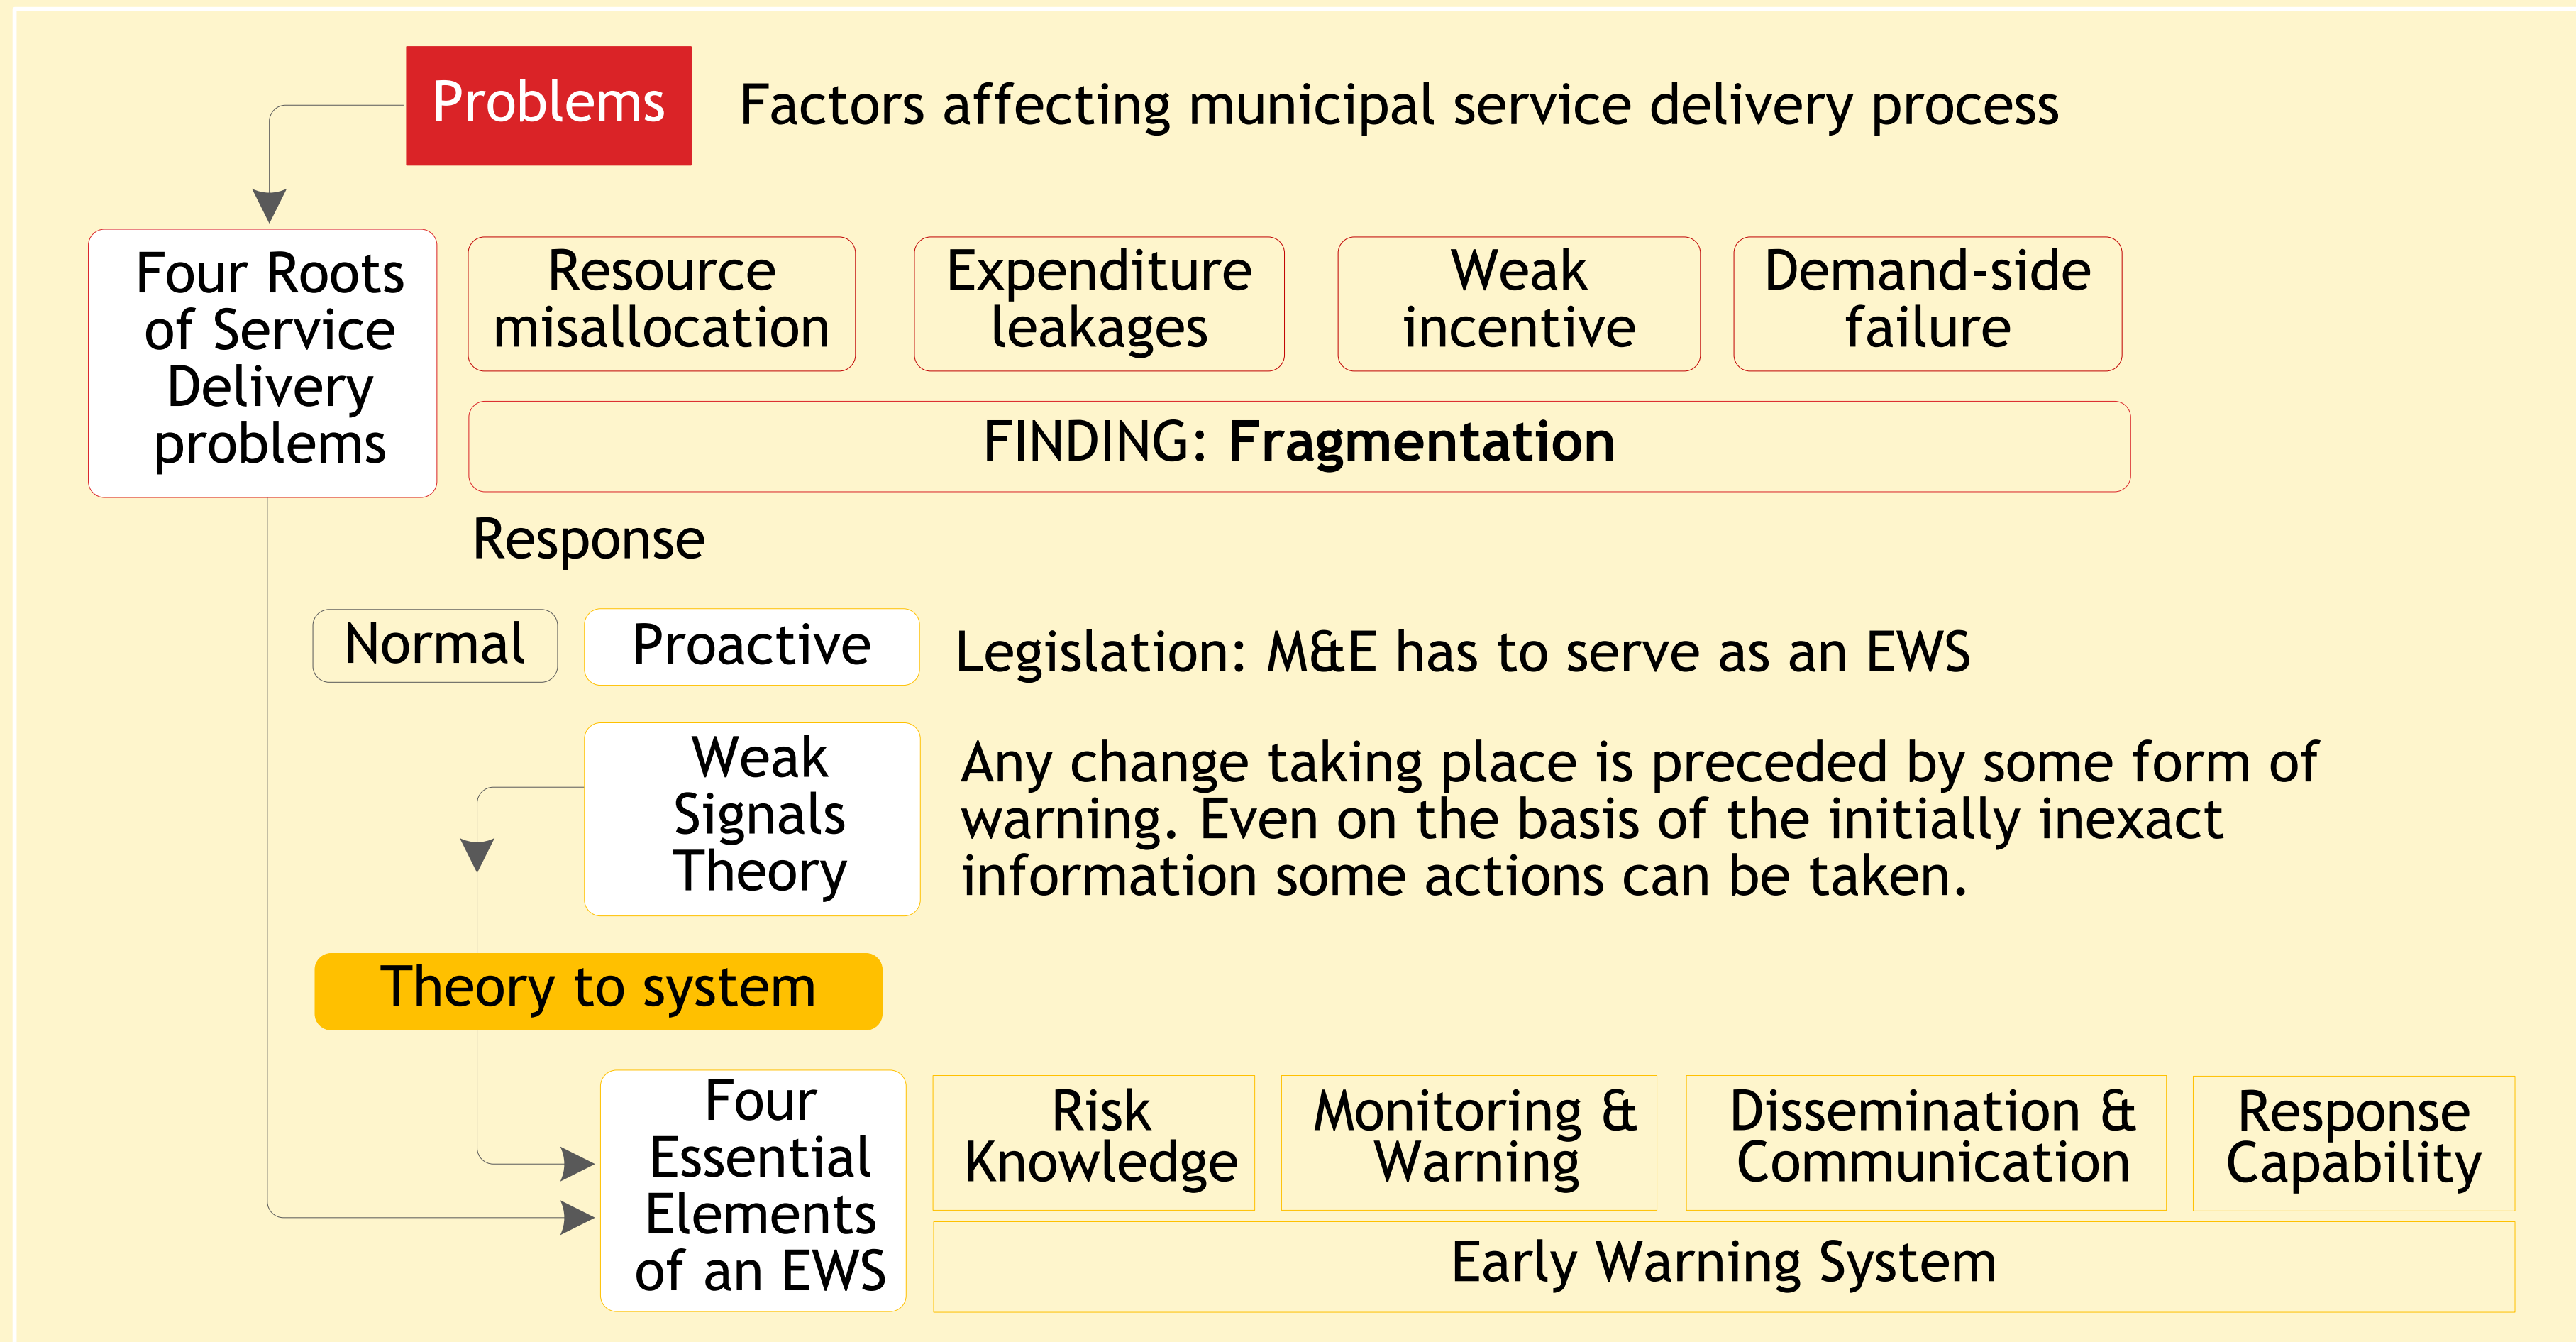 Problems
Factors affecting municipal service delivery process
Four Roots
of Service
Delivery
problems
Resource
misallocation
Expenditure
leakages
Weak
incentive
Demand-side
failure
FINDING: Fragmentation
Response
Normal
Proactive
Legislation: M&E has to serve as an EWS
Weak
Signals
Theory
Any change taking place is preceded by some form of
warning. Even on the basis of the initially inexact
information some actions can be taken.
Theory to system
Four
Essential
Elements
of an EWS
Risk
Knowledge
Monitoring &
Warning
Dissemination &
Communication
Response
Capability
Early Warning System